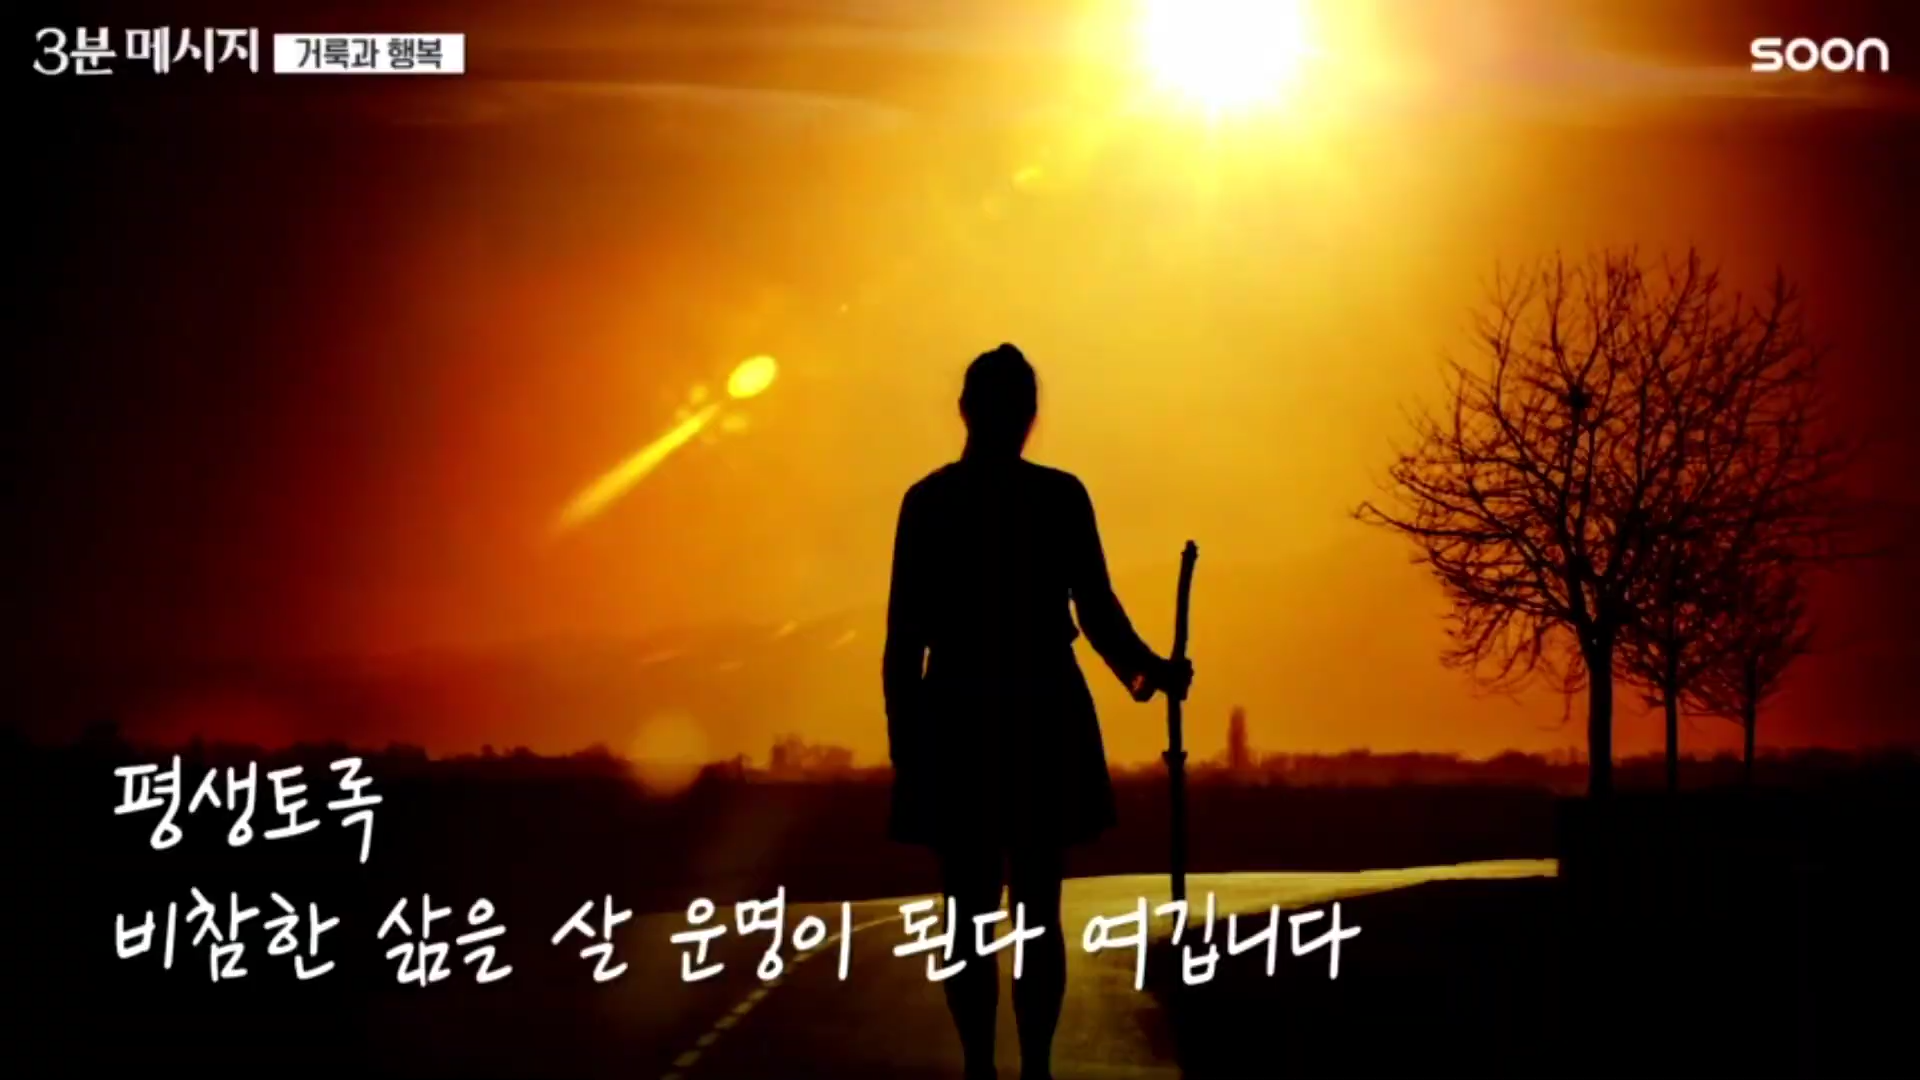 3분 메시지 거룩과 행복
soon
평생토록
비참한 삶을 살 운명이 된다 여깁니다